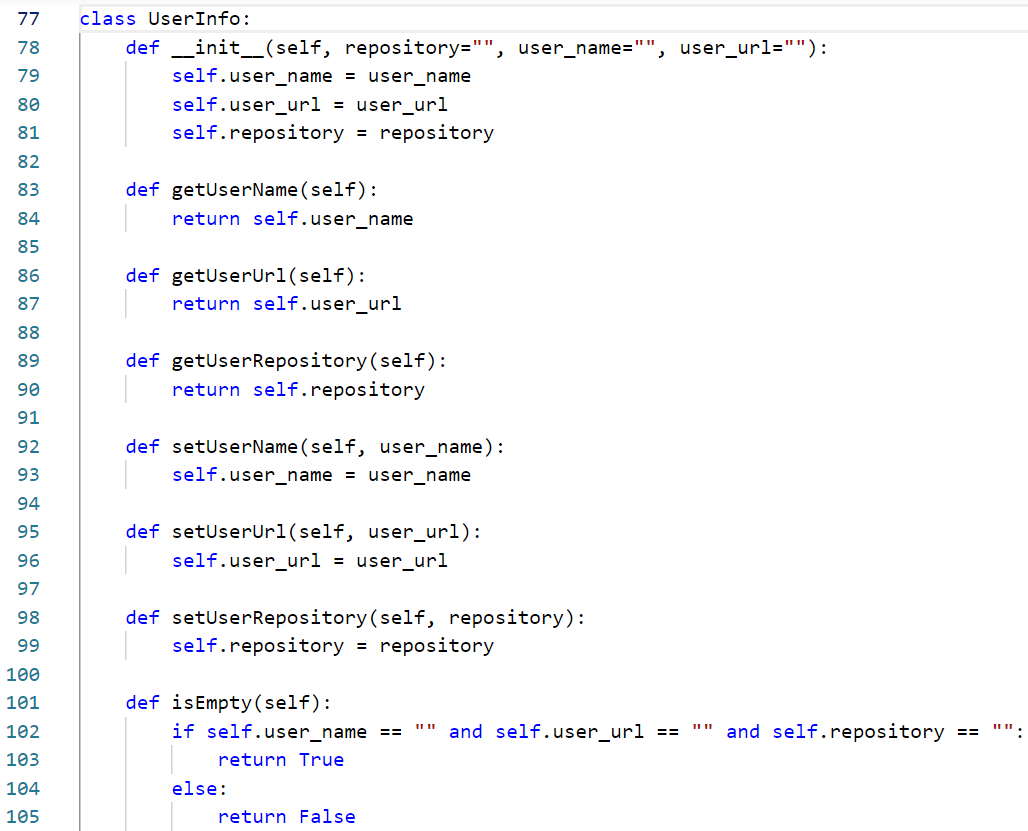 77 class UserInfo:
78     def __init__(self, repository="", user_name="", user_url=""):
79         self.user_name = user_name
80         self.user_url = user_url
81         self.repository = repository
82
83     def getUserName(self):
84         return self.user_name
85
86     def getUserUrl(self):
87         return self.user_url
88
89     def getUserRepository(self):
90         return self.repository
91
92     def setUserName(self, user_name):
93         self.user_name = user_name
94
95     def setUserUrl(self, user_url):
96         self.user_url = user_url
97
98     def setUserRepository(self, repository):
99         self.repository = repository
100
101     def isEmpty(self):
102         if self.user_name == "" and self.user_url == "" and self.repository == "":
103             return True
104         else:
105             return False